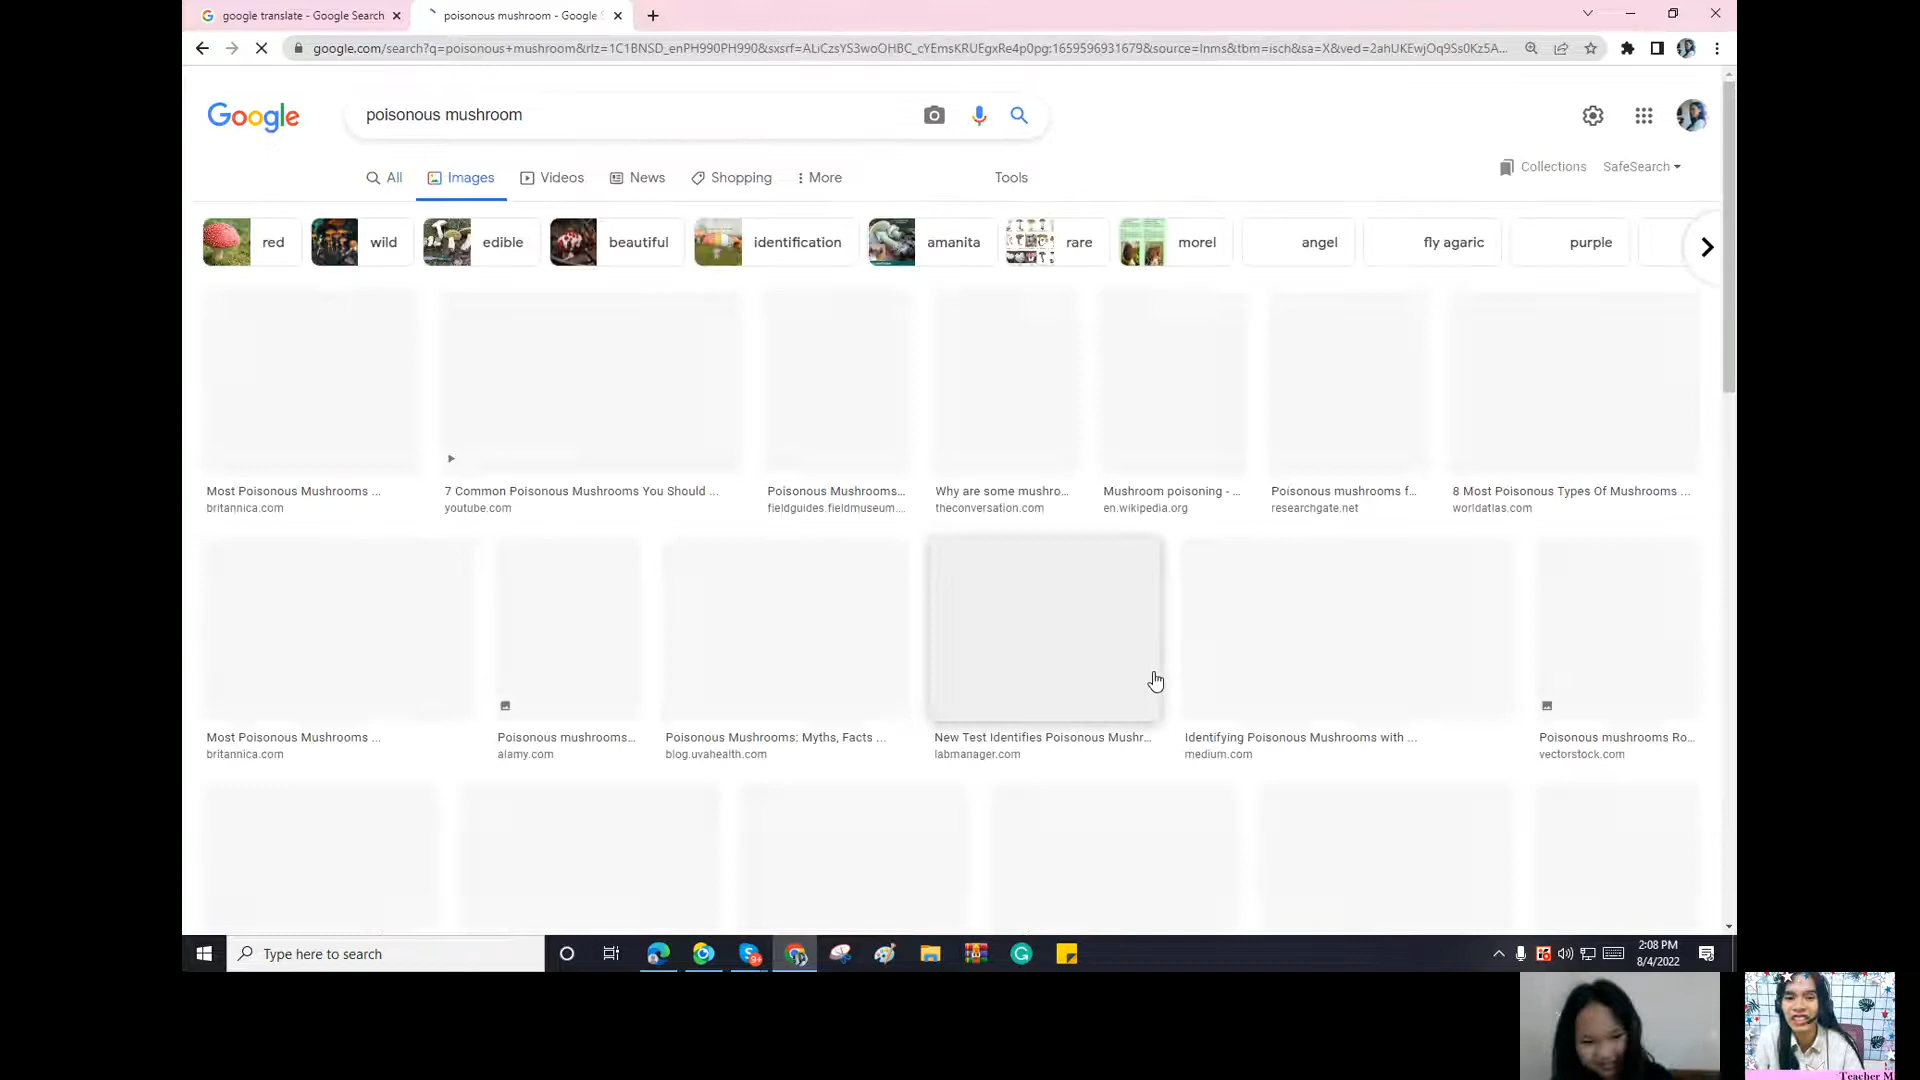 google translate - Google Search
poisonous mushroom - Google S
google.com/search?q=poisonous+mushroom&rlz=1C1BNSD_enPH990PH990&sxsrf=ALiCzsYS3woOHBC_cYEmsKRUEgxRe4p0pg:1659596931679&source=lnms&tbm=isch&sa=X&ved=2ahUKEwjOq9Ss0Kz5A...
Google
poisonous mushroom
Collections SafeSearch
All Images Videos News Shopping More Tools
red wild edible beautiful identification amanita rare morel angel fly agaric purple
Most Poisonous Mushrooms ... 7 Common Poisonous Mushrooms You Should ... Poisonous Mushrooms... Why are some mushro... Mushroom poisoning - ... Poisonous mushrooms f... 8 Most Poisonous Types Of Mushrooms ...
britannica.com youtube.com fieldguides.fieldmuseum.... theconversation.com en.wikipedia.org researchgate.net worldatlas.com
Most Poisonous Mushrooms ... Poisonous mushrooms... Poisonous Mushrooms: Myths, Facts ... New Test Identifies Poisonous Mushr... Identifying Poisonous Mushrooms with ... Poisonous mushrooms Ro...
britannica.com alamy.com blog.uvahealth.com labmanager.com medium.com vectorstock.com
Type here to search
2:08 PM
8/4/2022
Teacher M